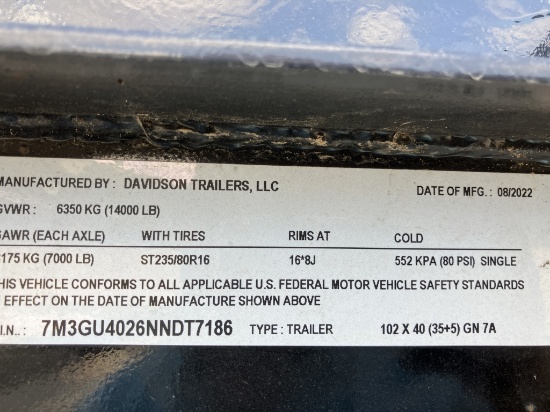 MANUFACTURED BY : DAVIDSON TRAILERS, LLC DATE OF MFG. : 08/2022
GVWR : 6350 KG (14000 LB)
GAWR (EACH AXLE) WITH TIRES RIMS AT COLD
3175 KG (7000 LB) ST235/80R16 16*8J 552 KPA (80 PSI) SINGLE
THIS VEHICLE CONFORMS TO ALL APPLICABLE U.S. FEDERAL MOTOR VEHICLE SAFETY STANDARDS
EFFECT ON THE DATE OF MANUFACTURE SHOWN ABOVE
V.I.N.. : 7M3GU4026NNDT7186 TYPE : TRAILER 102 X 40 (35+5) GN 7A